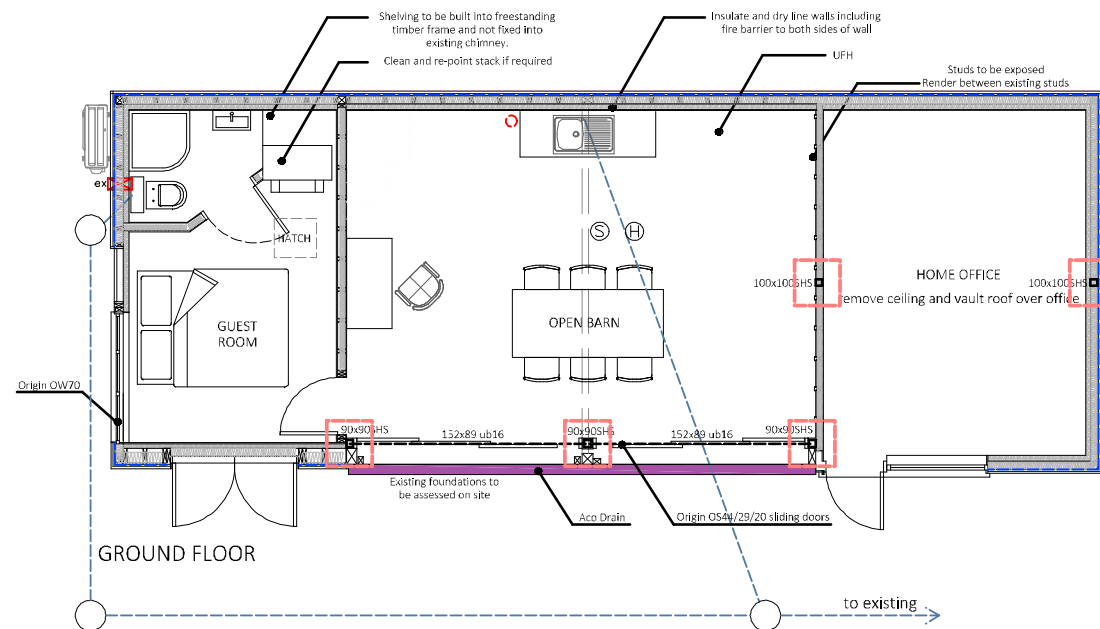 Shelving to be built into freestanding
timber frame and not fixed into
existing chimney.
Clean and re-point stack if required
Insulate and dry line walls including
fire barrier to both sides of wall
UFH
Studs to be exposed
Render between existing studs
ex
HATCH
S
H
100x100SHS
HOME OFFICE
remove ceiling and vault roof over office
100x100SHS
GUEST
ROOM
OPEN BARN
Origin OW70
90x90SHS
152x89 ub16
90x90SHS
152x89 ub16
90x90SHS
Existing foundations to
be assessed on site
Aco Drain
Origin OS44/29/20 sliding doors
GROUND FLOOR
to existing